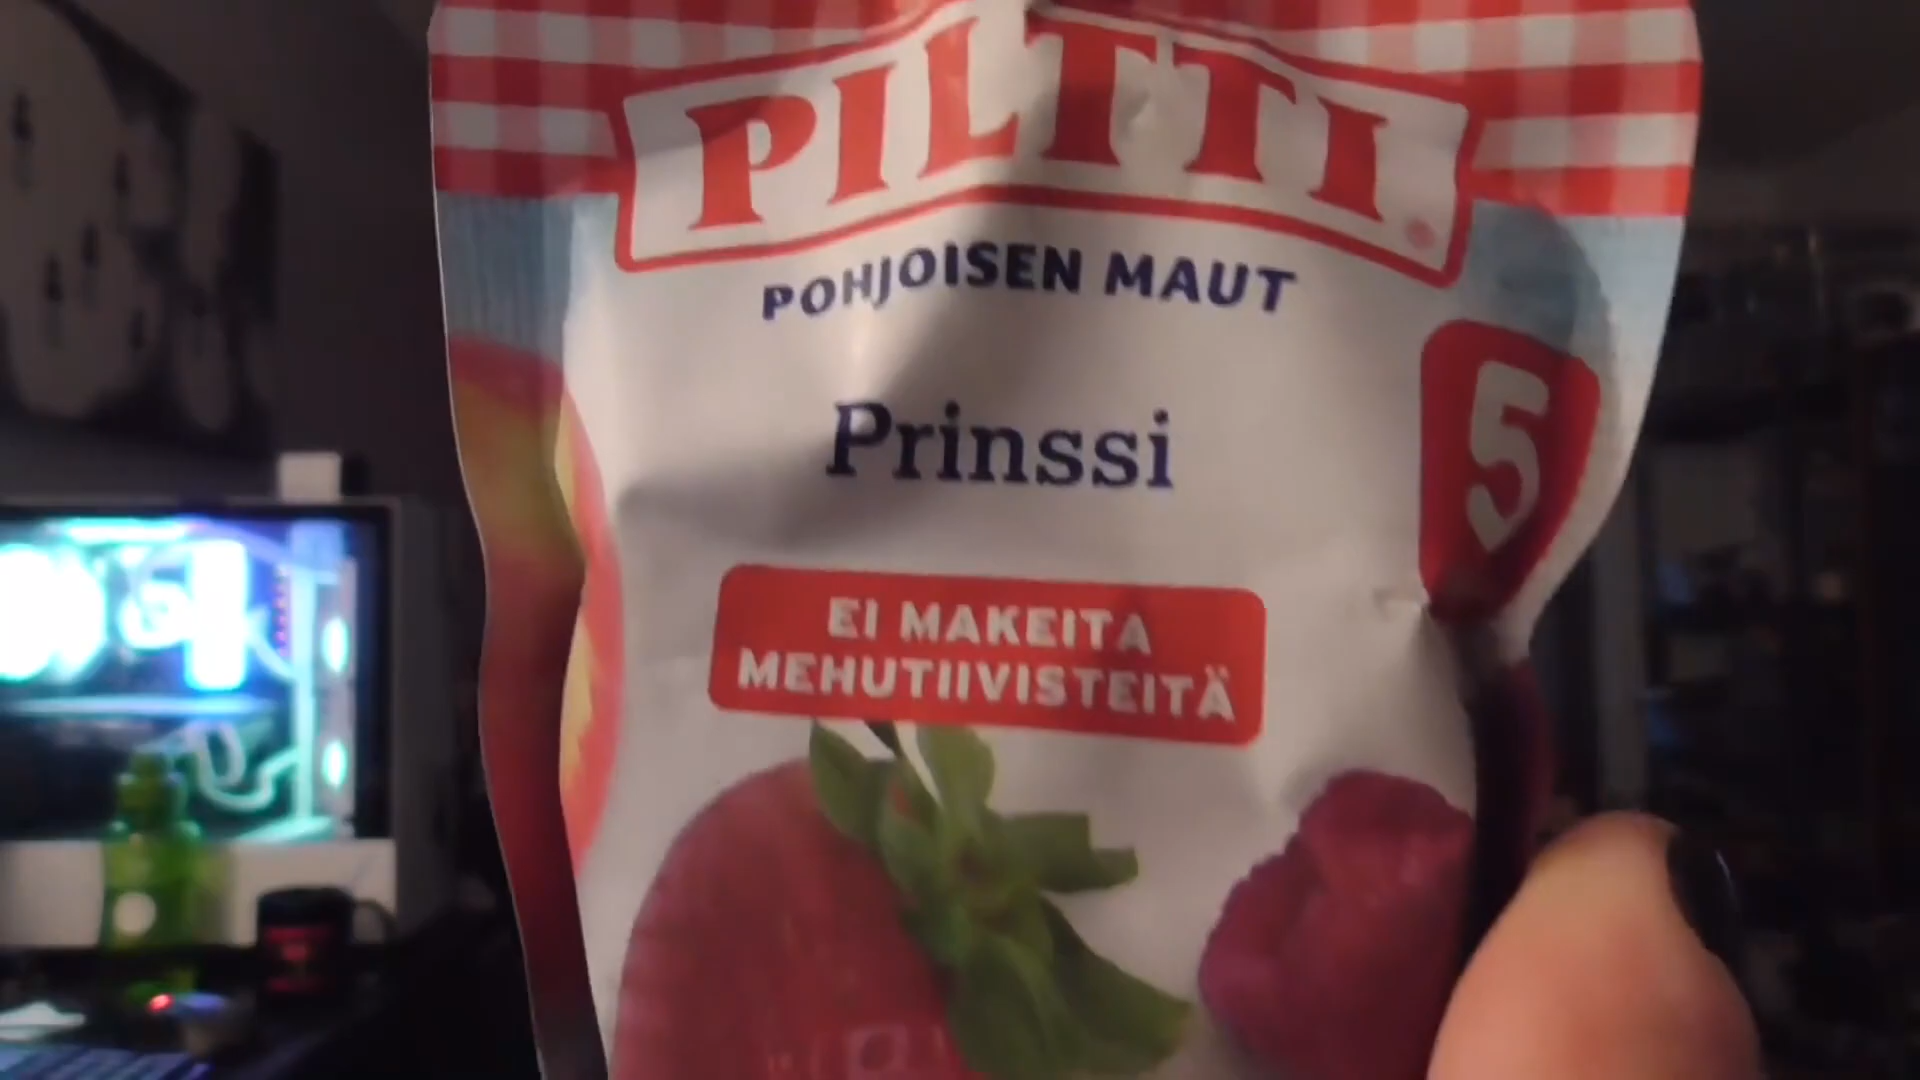 PILTTI
POHJOISEN MAUT
Prinssi
5
EI MAKEITA
MEHUTIIVISTEITÄ